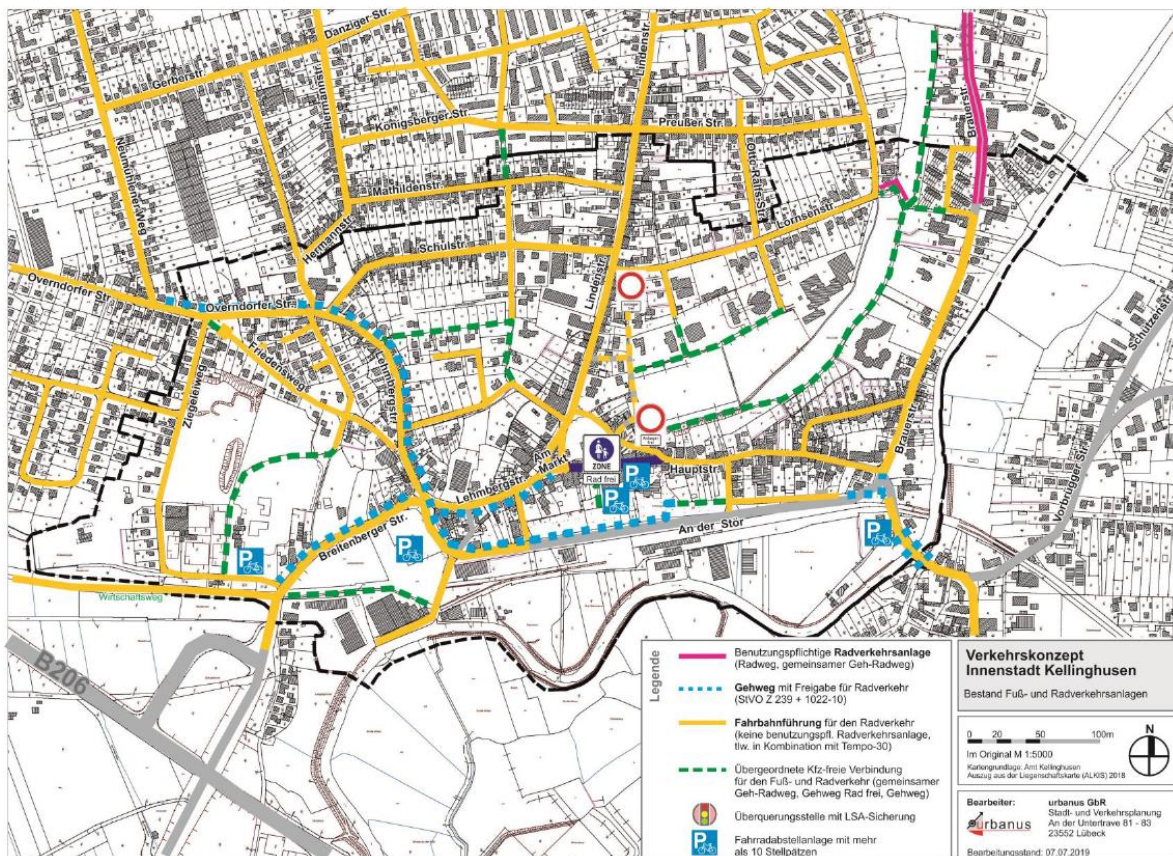 Danziger Str.
Gerberstr.
Lindenstr.
Brauerstr.
Königsberger Str.
Preußer Str.
Neumühlener Weg
Mathildenstr.
Hermannstr.
Lornsenstr.
Schulstr.
Overndorfer Str.
Overndorfer Str.
Lindenstr.
Friedensweg
Ziegeleiweg
Schützenstr.
Brauerstr.
Am
Markt
ZONE
Rad frei
Hauptstr.
Lehmbergstr.
P
P
Vorbrügger Str.
An der Stör
Breitenberger Str.
P
P
P
Wirtschaftsweg
B206
Legende
Benutzungspflichtige Radverkehrsanlage
(Radweg, gemeinsamer Geh-Radweg)
Gehweg mit Freigabe für Radverkehr
(StVO Z 239 + 1022-10)
Fahrbahnführung für den Radverkehr
(keine benutzungspfl. Radverkehrsanlage,
tlw. in Kombination mit Tempo-30)
Übergeordnete Kfz-freie Verbindung
für den Fuß- und Radverkehr (gemeinsamer
Geh-Radweg, Gehweg Rad frei, Gehweg)
Überquerungsstelle mit LSA-Sicherung
P
Fahrradabstellanlage mit mehr
als 10 Stellpätzen
Verkehrskonzept
Innenstadt Kellinghusen
Bestand Fuß- und Radverkehrsanlagen
0 20 50 100m
N
Im Original M 1:5000
Kartengrundlage: Amt Kellinghusen
Auszug aus der Liegenschaftskarte (ALKIS) 2018
Bearbeiter: urbanus GbR
Stadt- und Verkehrsplanung
An der Untertrave 81 - 83
23552 Lübeck
urbanus
Bearbeitungsstand: 07.07.2019